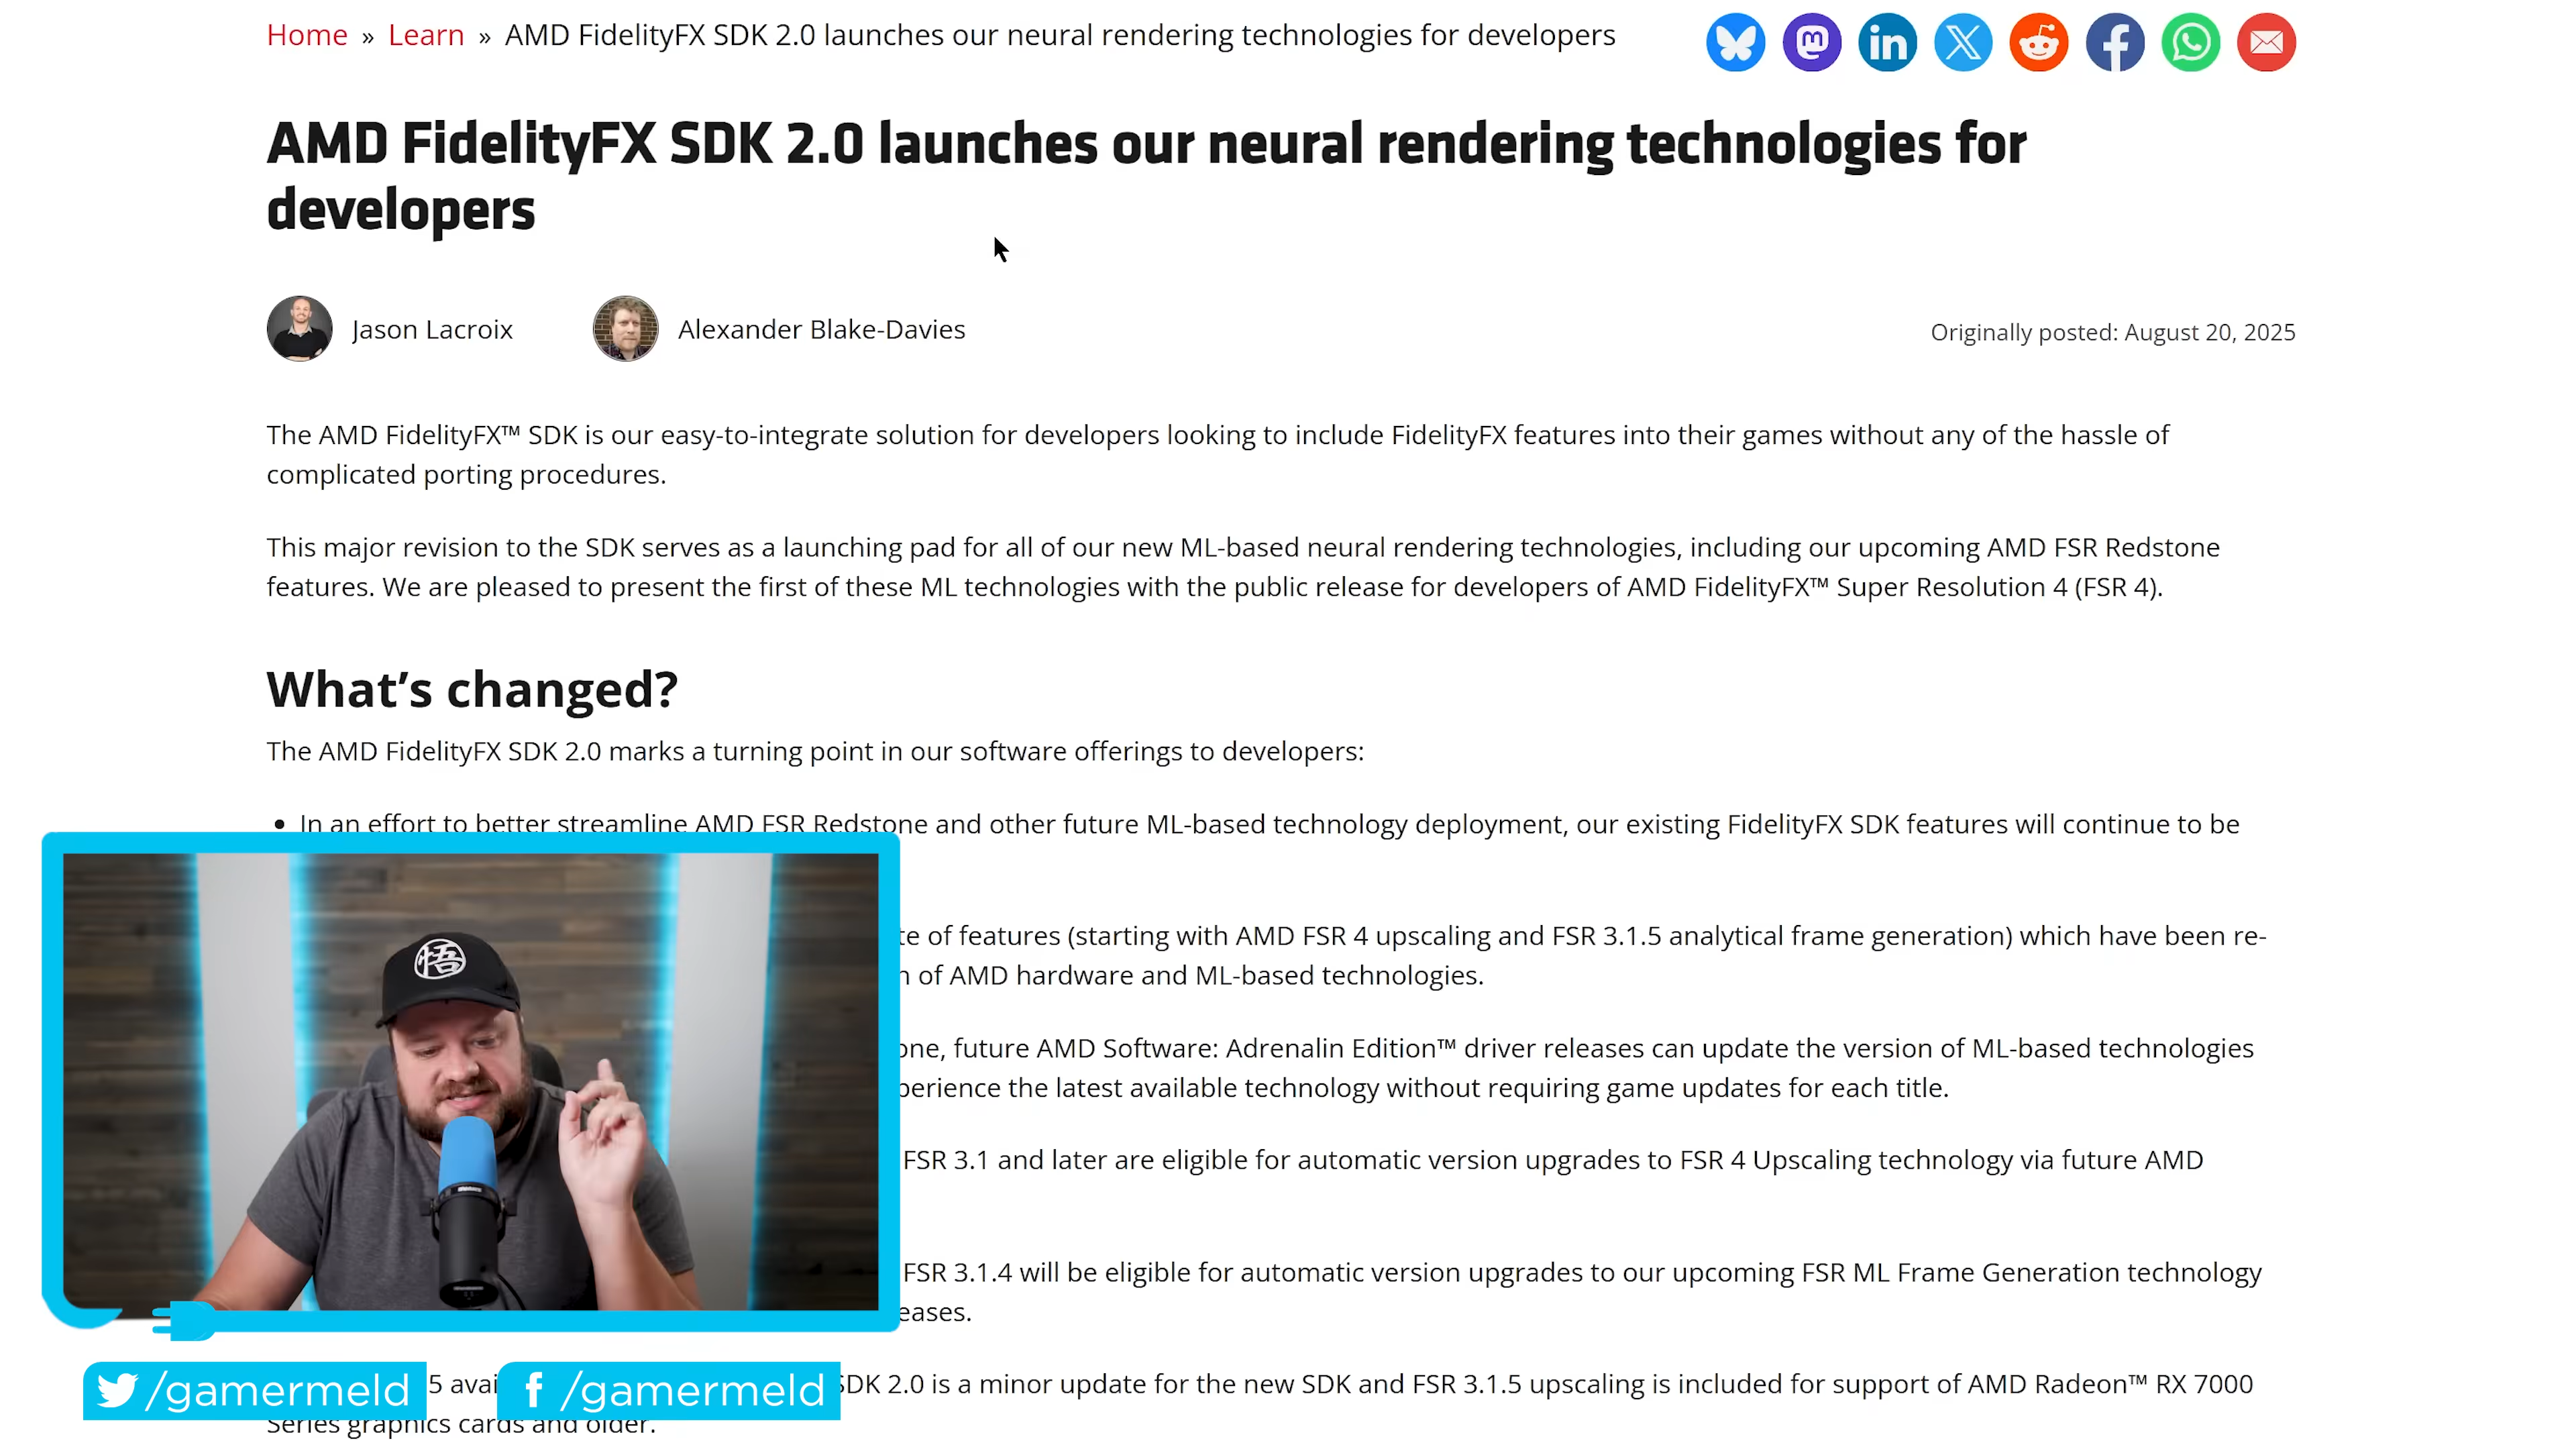 Home » Learn » AMD FidelityFX SDK 2.0 launches our neural rendering technologies for developers
AMD FidelityFX SDK 2.0 launches our neural rendering technologies for
developers
Jason Lacroix
Alexander Blake-Davies
Originally posted: August 20, 2025
The AMD FidelityFX™ SDK is our easy-to-integrate solution for developers looking to include FidelityFX features into their games without any of the hassle of
complicated porting procedures.
This major revision to the SDK serves as a launching pad for all of our new ML-based neural rendering technologies, including our upcoming AMD FSR Redstone
features. We are pleased to present the first of these ML technologies with the public release for developers of AMD FidelityFX™ Super Resolution 4 (FSR 4).
What's changed?
The AMD FidelityFX SDK 2.0 marks a turning point in our software offerings to developers:
• In an effort to better streamline AMD FSR Redstone and other future ML-based technology deployment, our existing FidelityFX SDK features will continue to be
of features (starting with AMD FSR 4 upscaling and FSR 3.1.5 analytical frame generation) which have been re-
of AMD hardware and ML-based technologies.
future AMD Software: Adrenalin Edition™ driver releases can update the version of ML-based technologies
the latest available technology without requiring game updates for each title.
FSR 3.1 and later are eligible for automatic version upgrades to FSR 4 Upscaling technology via future AMD
FSR 3.1.4 will be eligible for automatic version upgrades to our upcoming FSR ML Frame Generation technology
SDK 2.0 is a minor update for the new SDK and FSR 3.1.5 upscaling is included for support of AMD Radeon™ RX 7000
Series graphics cards and older.
悟
/gamermeld
/gamermeld